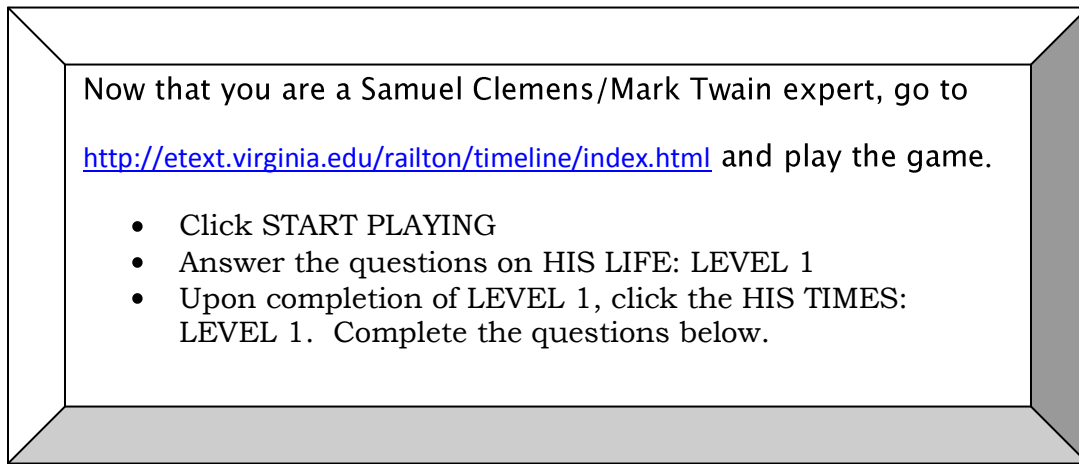 Now that you are a Samuel Clemens/Mark Twain expert, go to
http://etext.virginia.edu/railton/timeline/index.html and play the game.
• Click START PLAYING
• Answer the questions on HIS LIFE: LEVEL 1
• Upon completion of LEVEL 1, click the HIS TIMES:
LEVEL 1.  Complete the questions below.